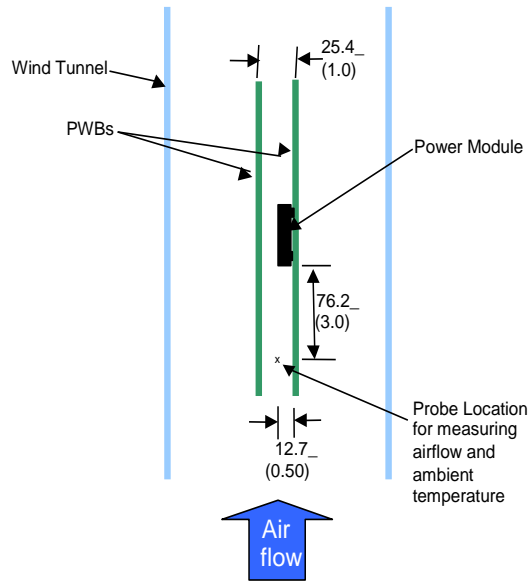 25.4_
(1.0)
Wind Tunnel
PWBs
Power Module
76.2_
(3.0)
x
Probe Location
for measuring
airflow and
ambient
temperature
12.7_
(0.50)
Air
flow